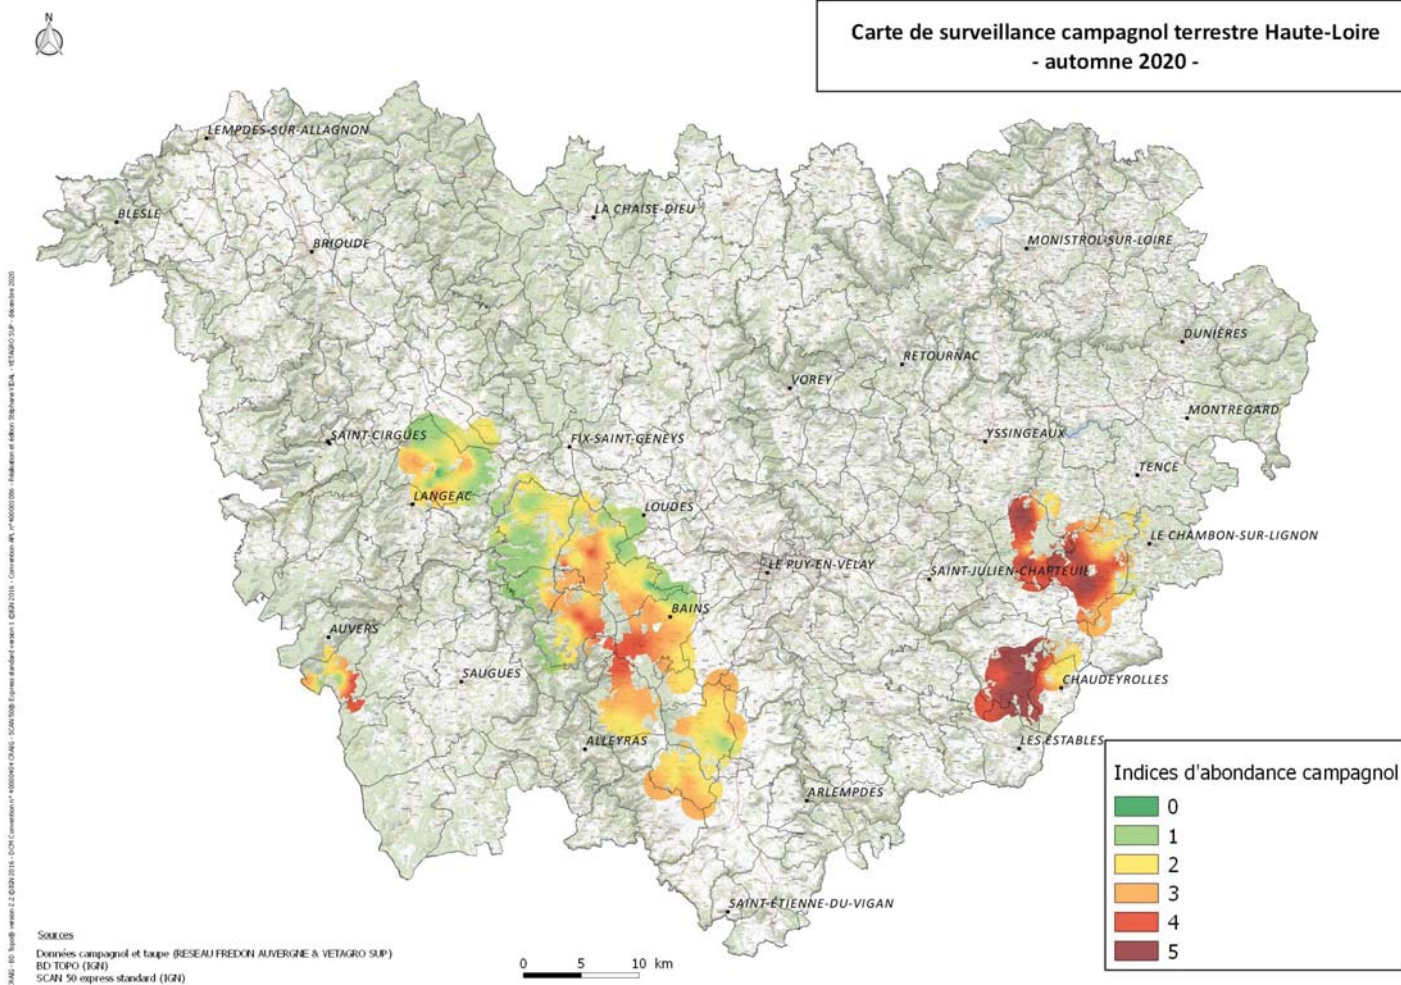 N
Carte de surveillance campagnol terrestre Haute-Loire
- automne 2020 -
LEMPDES-SUR-ALLAGNON
BLESLE
LA CHAISE-DIEU
BRIOUDE
MONISTROL-SUR-LOIRE
DUNIÈRES
RETOURNAC
VOREY
MONTREGARD
SAINT-CIRGUES
FIX-SAINT-GENEYS
YSSINGEAUX
TENCE
LANGEAC
LOUDES
LE CHAMBON-SUR-LIGNON
LE PUY-EN-VELAY
SAINT-JULIEN-CHAPTEUIL
BAINS
AUVERS
SAUGUES
CHAUDEYROLLES
ALLEYRAS
LES ESTABLES
ARLEMPDES
SAINT-ÉTIENNE-DU-VIGAN
Indices d'abondance campagnol
0
1
2
3
4
5
Sources
Données campagnol et taupe (RESEAU FREDON AUVERGNE & VETAGRO SUP)
BD TOPO (IGN)
SCAN 50 express standard (IGN)
0 5 10 km